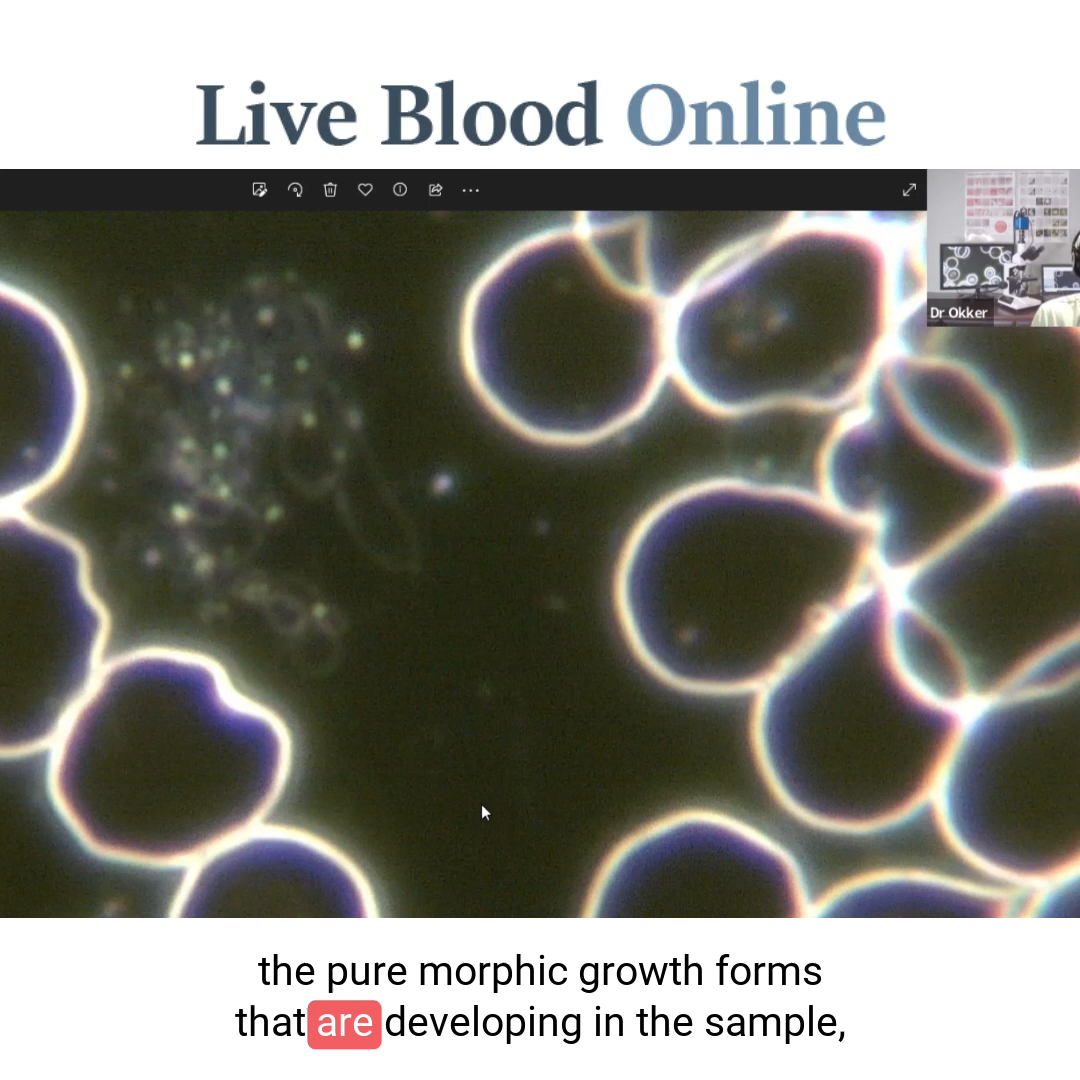 Live Blood Online
Dr Okker
the pure morphic growth forms
that are developing in the sample,